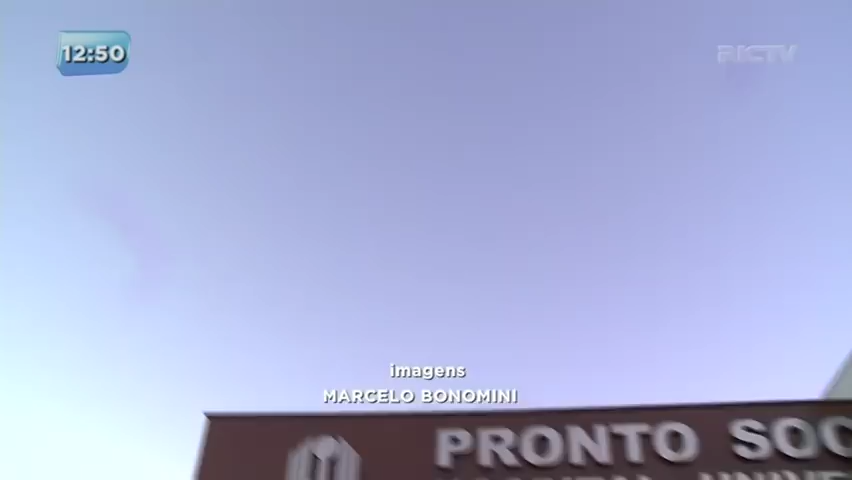 12:50
RICTV
imagens
MARCELO BONOMINI
PRONTO SOC